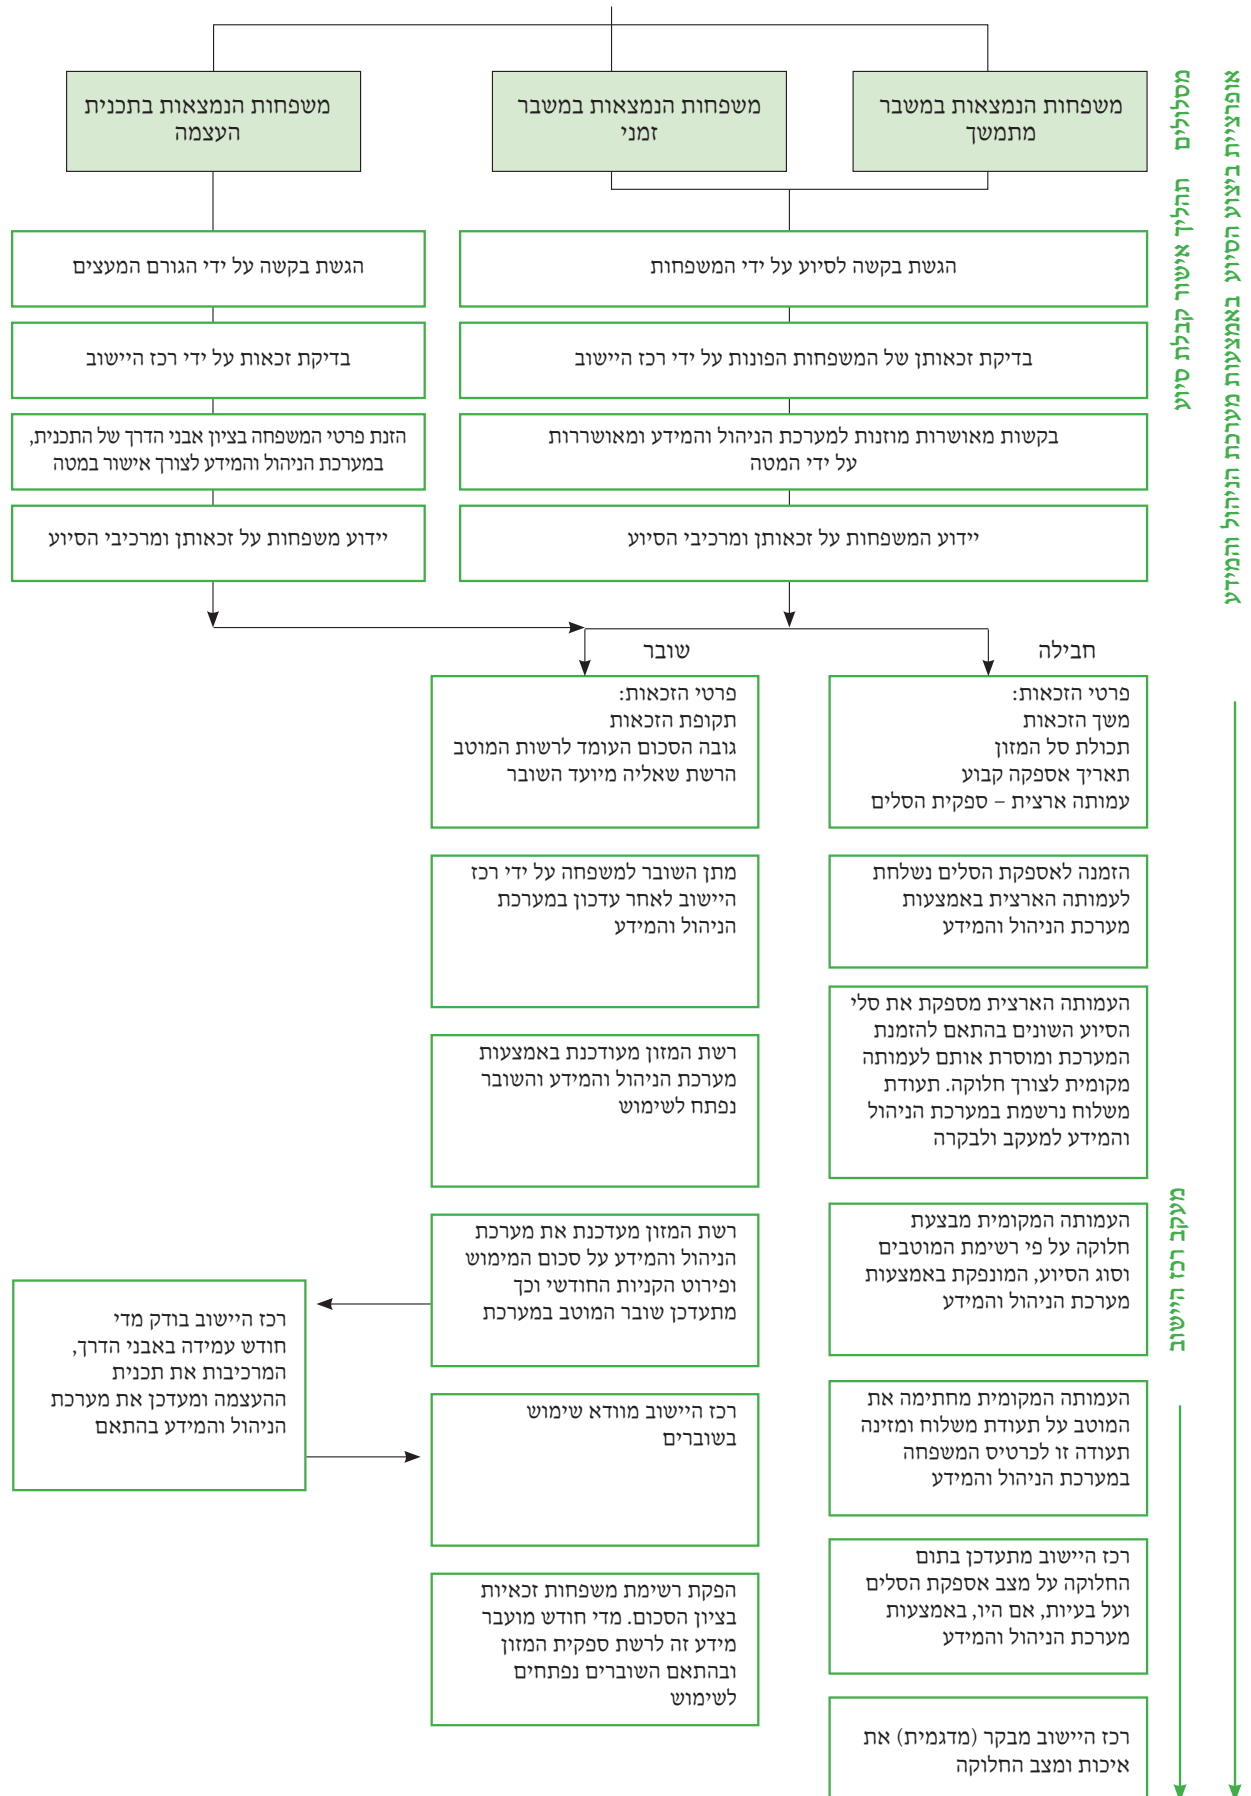 משפחות הנמצאות במשבר
מתמשך
משפחות הנמצאות במשבר
זמני
משפחות הנמצאות בתכנית
העצמה
מסלולים
תהליך אישור קבלת סיוע
אופרציית ביצוע הסיוע באמצעות מערכת הניהול והמידע
הגשת בקשה לסיוע על ידי המשפחות
בדיקת זכאותן של המשפחות הפונות על ידי רכז היישוב
בקשות מאושרות מוזנות למערכת הניהול והמידע ומאושררות
על ידי המטה
יידוע המשפחות על זכאותן ומרכיבי הסיוע
הגשת בקשה על ידי הגורם המעצים
בדיקת זכאות על ידי רכז היישוב
הזנת פרטי המשפחה בציון אבני הדרך של התכנית,
במערכת הניהול והמידע לצורך אישור במטה
יידוע משפחות על זכאותן ומרכיבי הסיוע
חבילה
פרטי הזכאות:
משך הזכאות
תכולת סל המזון
תאריך אספקה קבוע
עמותה ארצית – ספקית הסלים
הזמנה לאספקת הסלים נשלחת
לעמותה הארצית באמצעות
מערכת הניהול והמידע
העמותה הארצית מספקת את סלי
הסיוע השונים בהתאם להזמנת
המערכת ומוסרת אותם לעמותה
מקומית לצורך חלוקה. תעודת
משלוח נרשמת במערכת הניהול
והמידע למעקב ולבקרה
העמותה המקומית מבצעת
חלוקה על פי רשימת המוטבים
וסוג הסיוע, המונפקת באמצעות
מערכת הניהול והמידע
העמותה המקומית מחתימה את
המוטב על תעודת משלוח ומזינה
תעודה זו לכרטיס המשפחה
במערכת הניהול והמידע
רכז היישוב מתעדכן בתום
החלוקה על מצב אספקת הסלים
ועל בעיות, אם היו, באמצעות
מערכת הניהול והמידע
רכז היישוב מבקר (מדגמית) את
איכות ומצב החלוקה
מעקב רכז היישוב
שובר
פרטי הזכאות:
תקופת הזכאות
גובה הסכום העומד לרשות המוטב
הרשת שאליה מיועד השובר
מתן השובר למשפחה על ידי רכז
היישוב לאחר עדכון במערכת
הניהול והמידע
רשת המזון מעודכנת באמצעות
מערכת הניהול והמידע והשובר
נפתח לשימוש
רשת המזון מעדכנת את מערכת
הניהול והמידע על סכום המימוש
ופירוט הקניות החודשי וכך
מתעדכן שובר המוטב במערכת
רכז היישוב מוודא שימוש
בשוברים
הפקת רשימת משפחות זכאיות
בציון הסכום. מדי חודש מועבר
מידע זה לרשת ספקית המזון
ובהתאם השוברים נפתחים
לשימוש
רכז היישוב בודק מדי
חודש עמידה באבני הדרך,
המרכיבות את תכנית
ההעצמה ומעדכן את מערכת
הניהול והמידע בהתאם